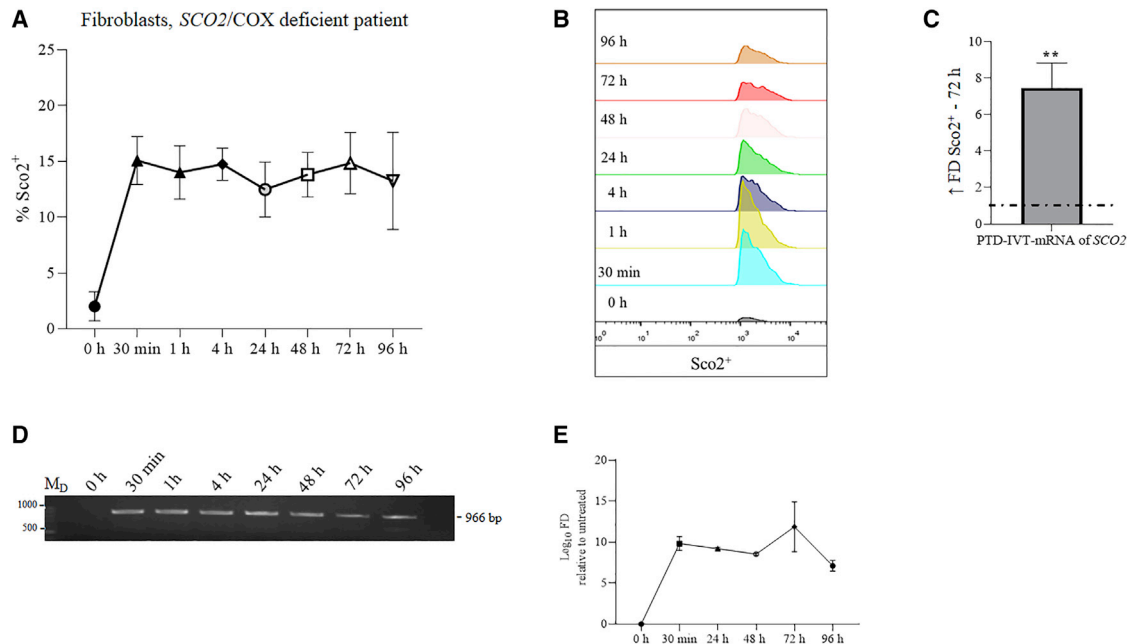 A
Fibroblasts, SCO2/COX deficient patient
25
20
15
10
5
0
% Sco2+
0 h 30 min 1 h 4 h 24 h 48 h 72 h 96 h
B
96 h
72 h
48 h
24 h
4 h
1 h
30 min
0 h
10^0 10^1 10^2 10^3 10^4
Sco2+
C
10
8
6
4
2
0
↑ FD Sco2+ - 72 h
**
PTD-IVT-mRNA of SCO2
D
MD 0 h 30 min 1h 4 h 24 h 48 h 72 h 96 h
1000
500
- 966 bp
E
20
15
10
5
0
Log10 FD
relative to untreated
0 h 30 min 24 h 48 h 72 h 96 h